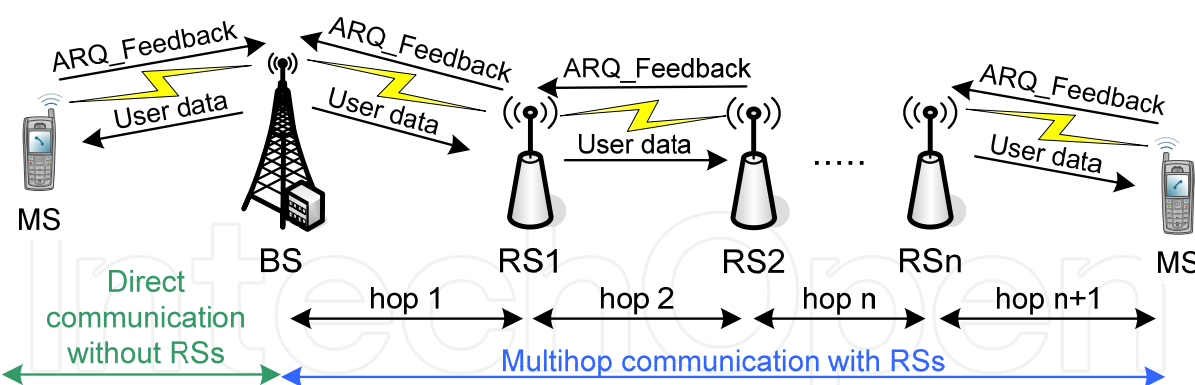 ARQ_Feedback
User data
MS
BS
ARQ_Feedback
User data
RS1
ARQ_Feedback
User data
RS2
.....
RSn
ARQ_Feedback
User data
MS
hop 1
hop 2
hop n
hop n+1
Direct
communication
without RSs
Multihop communication with RSs
IntechOpen